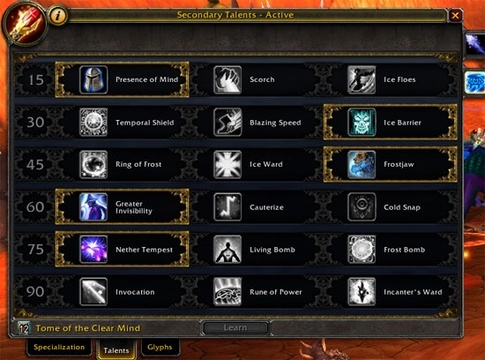 Secondary Talents - Active
15 Presence of Mind Scorch Ice Floes
30 Temporal Shield Blazing Speed Ice Barrier
45 Ring of Frost Ice Ward Frostjaw
60 Greater Invisibility Cauterize Cold Snap
75 Nether Tempest Living Bomb Frost Bomb
90 Invocation Rune of Power Incanter's Ward
12 Tome of the Clear Mind Learn
Specialization Talents Glyphs